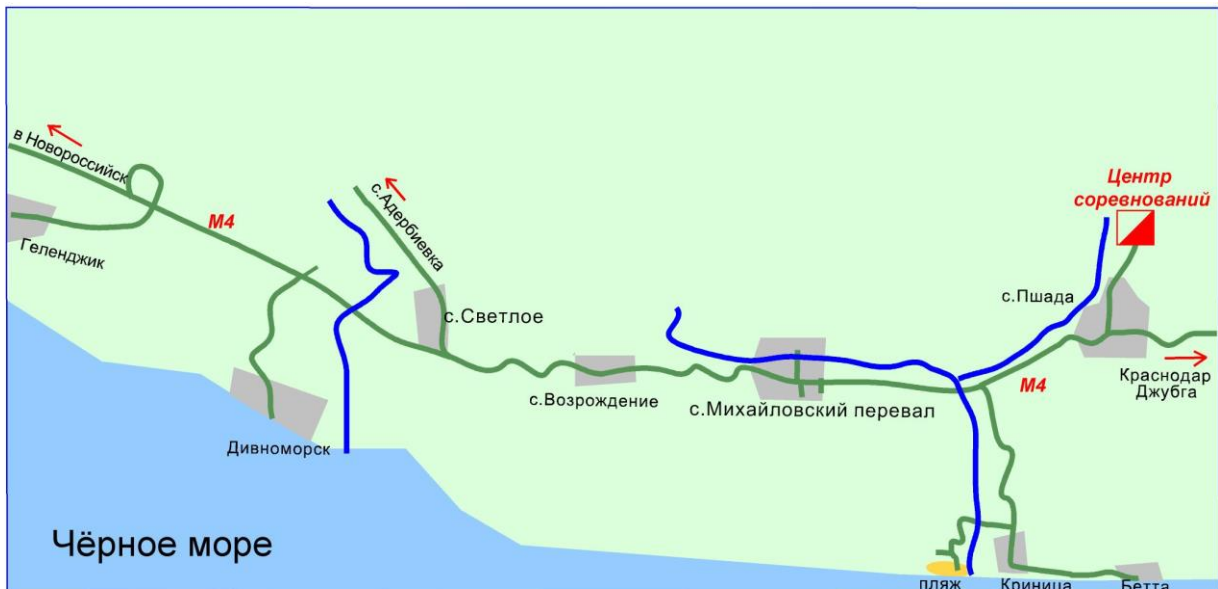 в Новороссийск
М4
Геленджик
с.Адербиевка
Центр
соревнований
с.Пшада
с.Светлое
Краснодар
Джубга
М4
с.Возрождение
с.Михайловский перевал
Дивноморск
Чёрное море
пляж
Криница
Бетта